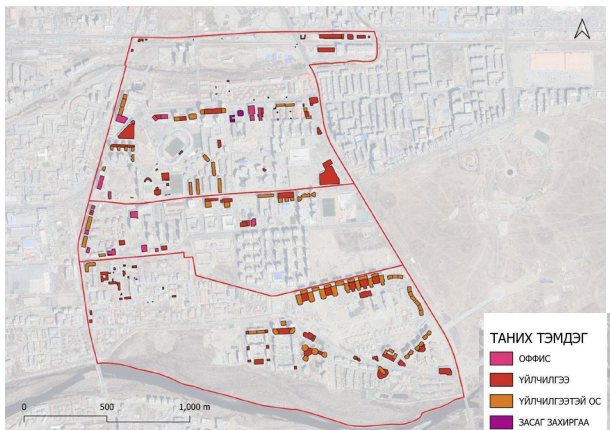 ТАНИХ ТЭМДЭГ
ОФФИС
ҮЙЛЧИЛГЭЭ
ҮЙЛЧИЛГЭЭТЭЙ ОС
ЗАСАГ ЗАХИРГАА
0 500 1,000 m